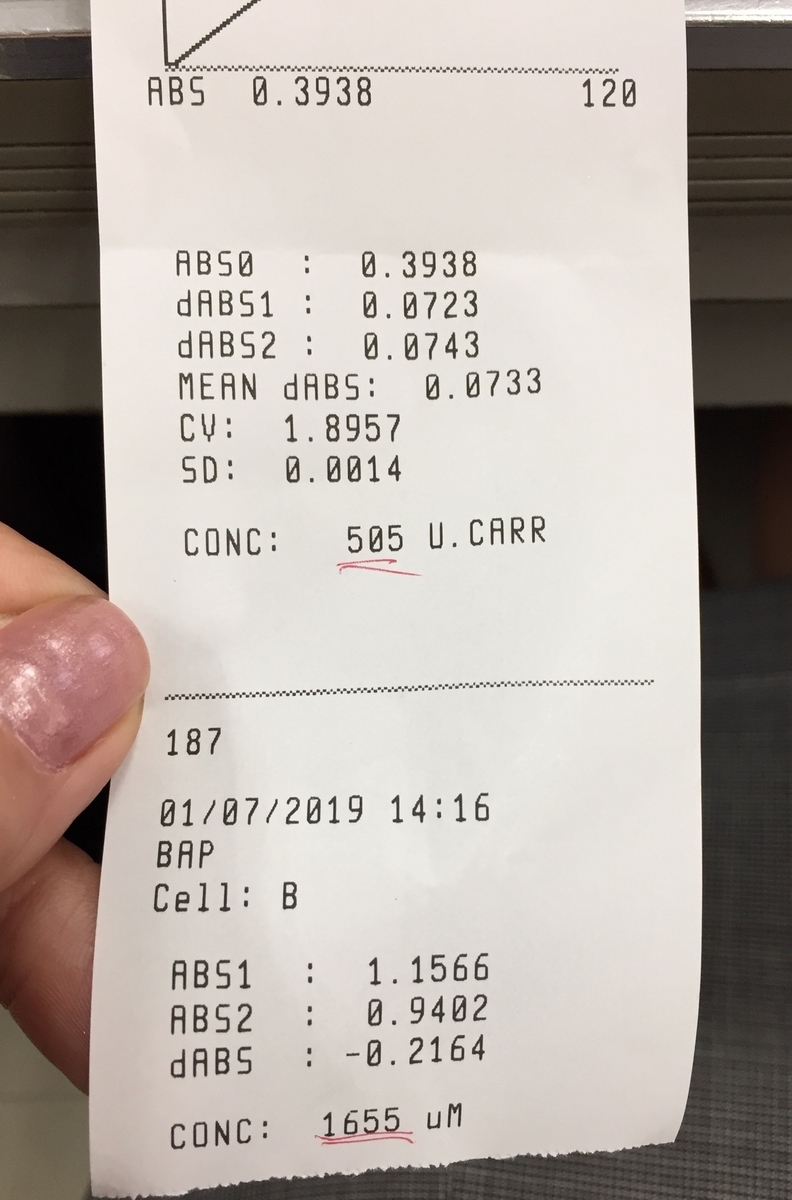 ABS 0.3938 120
ABS0 : 0.3938
dABS1 : 0.0723
dABS2 : 0.0743
MEAN dABS: 0.0733
CV: 1.8957
SD: 0.0014
CONC: 505 U.CARR
187
01/07/2019 14:16
BAP
Cell: B
ABS1 : 1.1566
ABS2 : 0.9402
dABS : -0.2164
CONC: 1655 uM